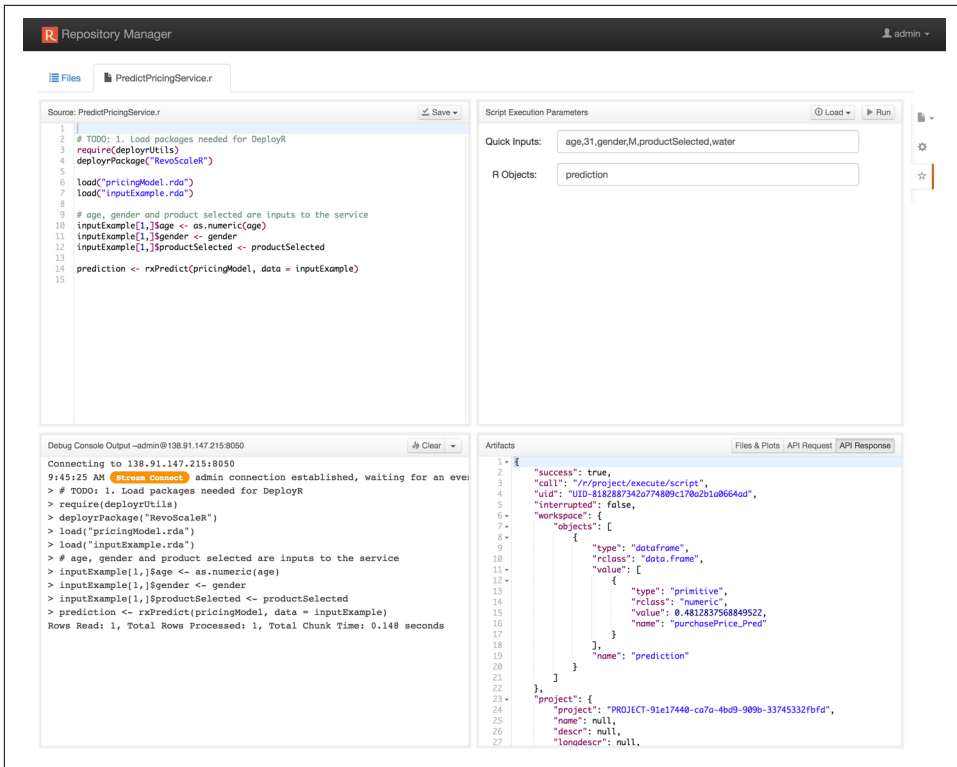 R Repository Manager
admin
Files
PredictPricingService.r
Source: PredictPricingService.r
Save
1
2 # TODO: 1. Load packages needed for DeployR
3 require(deployrUtils)
4 deployrPackage("RevoScaleR")
5
6 load("pricingModel.rda")
7 load("inputExample.rda")
8
9 # age, gender and product selected are inputs to the service
10 inputExample[1,]$age <- as.numeric(age)
11 inputExample[1,]$gender <- gender
12 inputExample[1,]$productSelected <- productSelected
13
14 prediction <- rxPredict(pricingModel, data = inputExample)
15
Script Execution Parameters
Load
Run
Quick Inputs: age,31,gender,M,productSelected,water
R Objects: prediction
Debug Console Output ~admin@138.91.147.215:8050
Clear
Connecting to 138.91.147.215:8050
9:45:25 AM Stream Connect admin connection established, waiting for an eve
> # TODO: 1. Load packages needed for DeployR
> require(deployrUtils)
> deployrPackage("RevoScaleR")
> load("pricingModel.rda")
> load("inputExample.rda")
> # age, gender and product selected are inputs to the service
> inputExample[1,]$age <- as.numeric(age)
> inputExample[1,]$gender <- gender
> inputExample[1,]$productSelected <- productSelected
> prediction <- rxPredict(pricingModel, data = inputExample)
Rows Read: 1, Total Rows Processed: 1, Total Chunk Time: 0.148 seconds
Artifacts
Files & Plots API Request API Response
1 {
2 "success": true,
3 "call": "/r/project/execute/script",
4 "uid": "UID-8182887342a774809c170a2b1a0664ad",
5 "interrupted": false,
6 "workspace": {
7 "objects": [
8 {
9 "type": "dataframe",
10 "rclass": "data.frame",
11 "value": [
12 {
13 "type": "primitive",
14 "rclass": "numeric",
15 "value": 0.4812837568849522,
16 "name": "purchasePrice_Pred"
17 }
18 ],
19 "name": "prediction"
20 }
21 ]
22 },
23 "project": {
24 "project": "PROJECT-91e17440-ca7a-4bd9-909b-33745332fbfd",
25 "name": null,
26 "descr": null,
27 "longdescr": null,